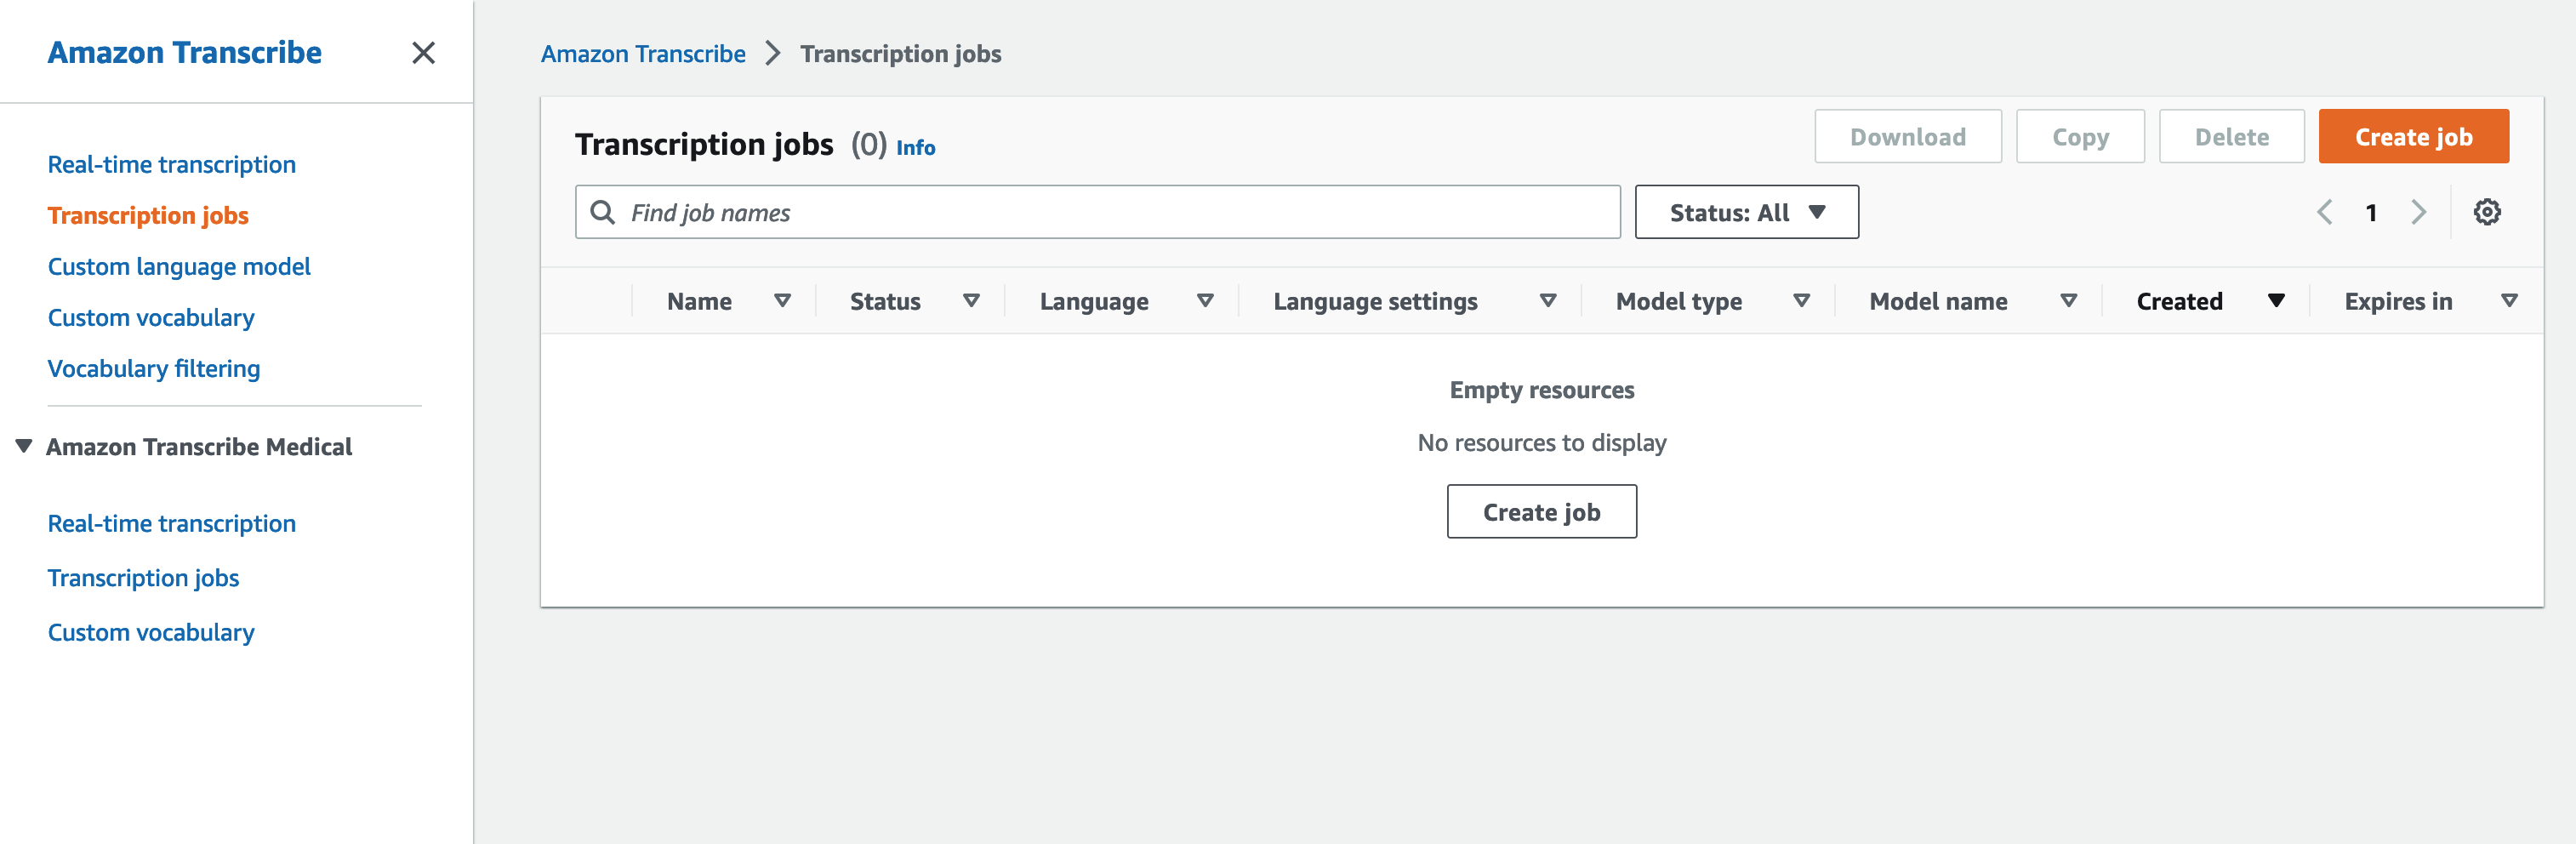 Amazon Transcribe
Real-time transcription
Transcription jobs
Custom language model
Custom vocabulary
Vocabulary filtering
Amazon Transcribe Medical
Real-time transcription
Transcription jobs
Custom vocabulary
Amazon Transcribe > Transcription jobs
Transcription jobs (0) Info
Download Copy Delete Create job
Find job names Status: All 1
Name Status Language Language settings Model type Model name Created Expires in
Empty resources
No resources to display
Create job